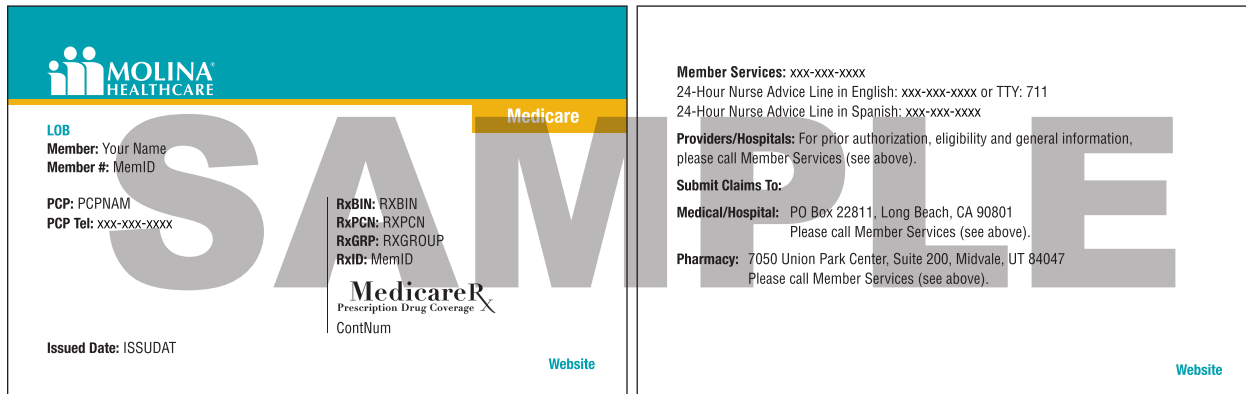 MOLINA®
HEALTHCARE
Medicare
LOB
Member: Your Name
Member #: MemID
PCP: PCPNAM
PCP Tel: xxx-xxx-xxxx
RxBIN: RXBIN
RxPCN: RXPCN
RxGRP: RXGROUP
RxID: MemID
MedicareRx
Prescription Drug Coverage
ContNum
Issued Date: ISSUDAT
Website
Member Services: xxx-xxx-xxxx
24-Hour Nurse Advice Line in English: xxx-xxx-xxxx or TTY: 711
24-Hour Nurse Advice Line in Spanish: xxx-xxx-xxxx
Providers/Hospitals: For prior authorization, eligibility and general information,
please call Member Services (see above).
Submit Claims To:
Medical/Hospital: PO Box 22811, Long Beach, CA 90801
Please call Member Services (see above).
Pharmacy: 7050 Union Park Center, Suite 200, Midvale, UT 84047
Please call Member Services (see above).
Website
SAMPLE